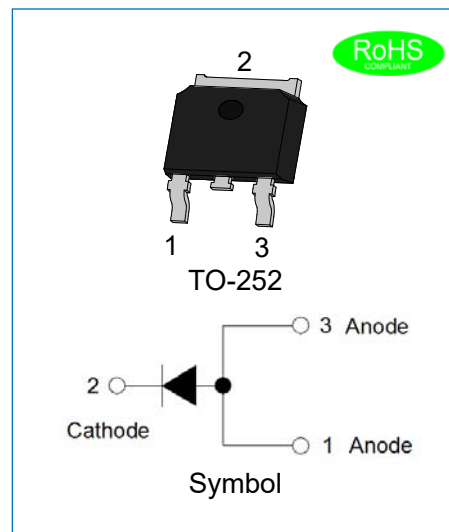 2
RoHS
COMPLIANT
1 3
TO-252
3 Anode
2
Cathode
1 Anode
Symbol